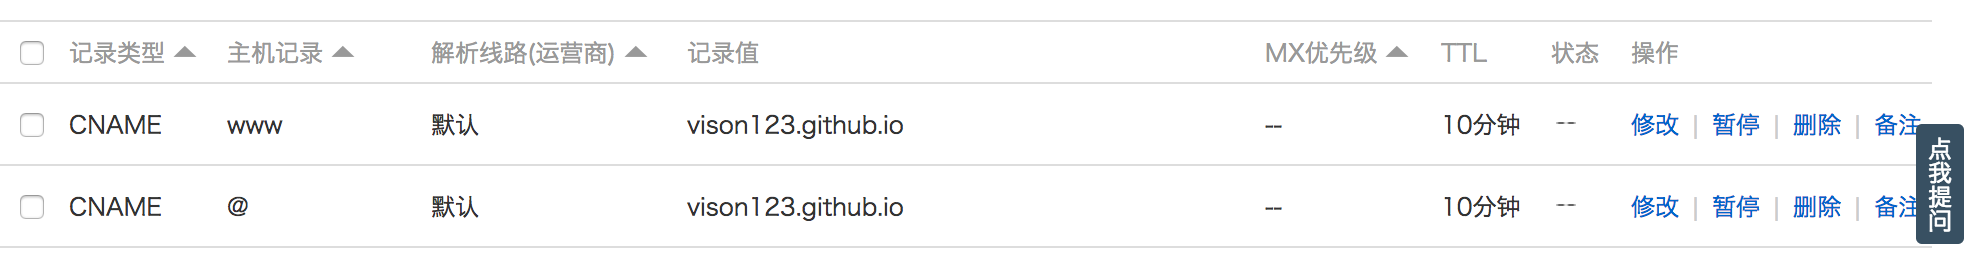 记录类型 主机记录 解析线路(运营商) 记录值 MX优先级 TTL 状态 操作
CNAME www 默认 vison123.github.io -- 10分钟 -- 修改 | 暂停 | 删除 | 备注
CNAME @ 默认 vison123.github.io -- 10分钟 -- 修改 | 暂停 | 删除 | 备注
点我提问